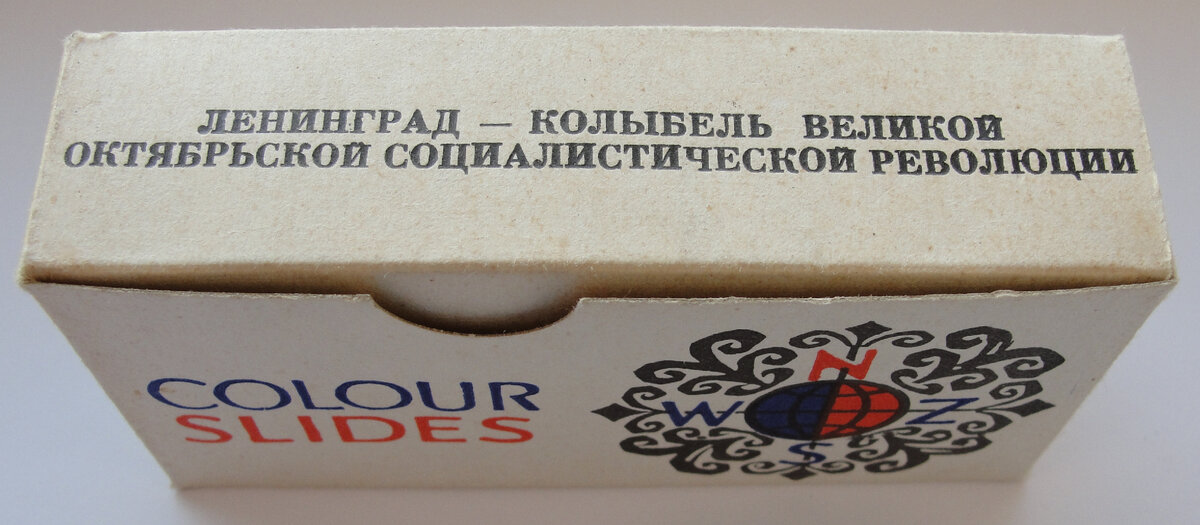 ЛЕНИНГРАД — КОЛЫБЕЛЬ ВЕЛИКОЙ
ОКТЯБРЬСКОЙ СОЦИАЛИСТИЧЕСКОЙ РЕВОЛЮЦИИ
COLOUR
SLIDES
N
W Z
S